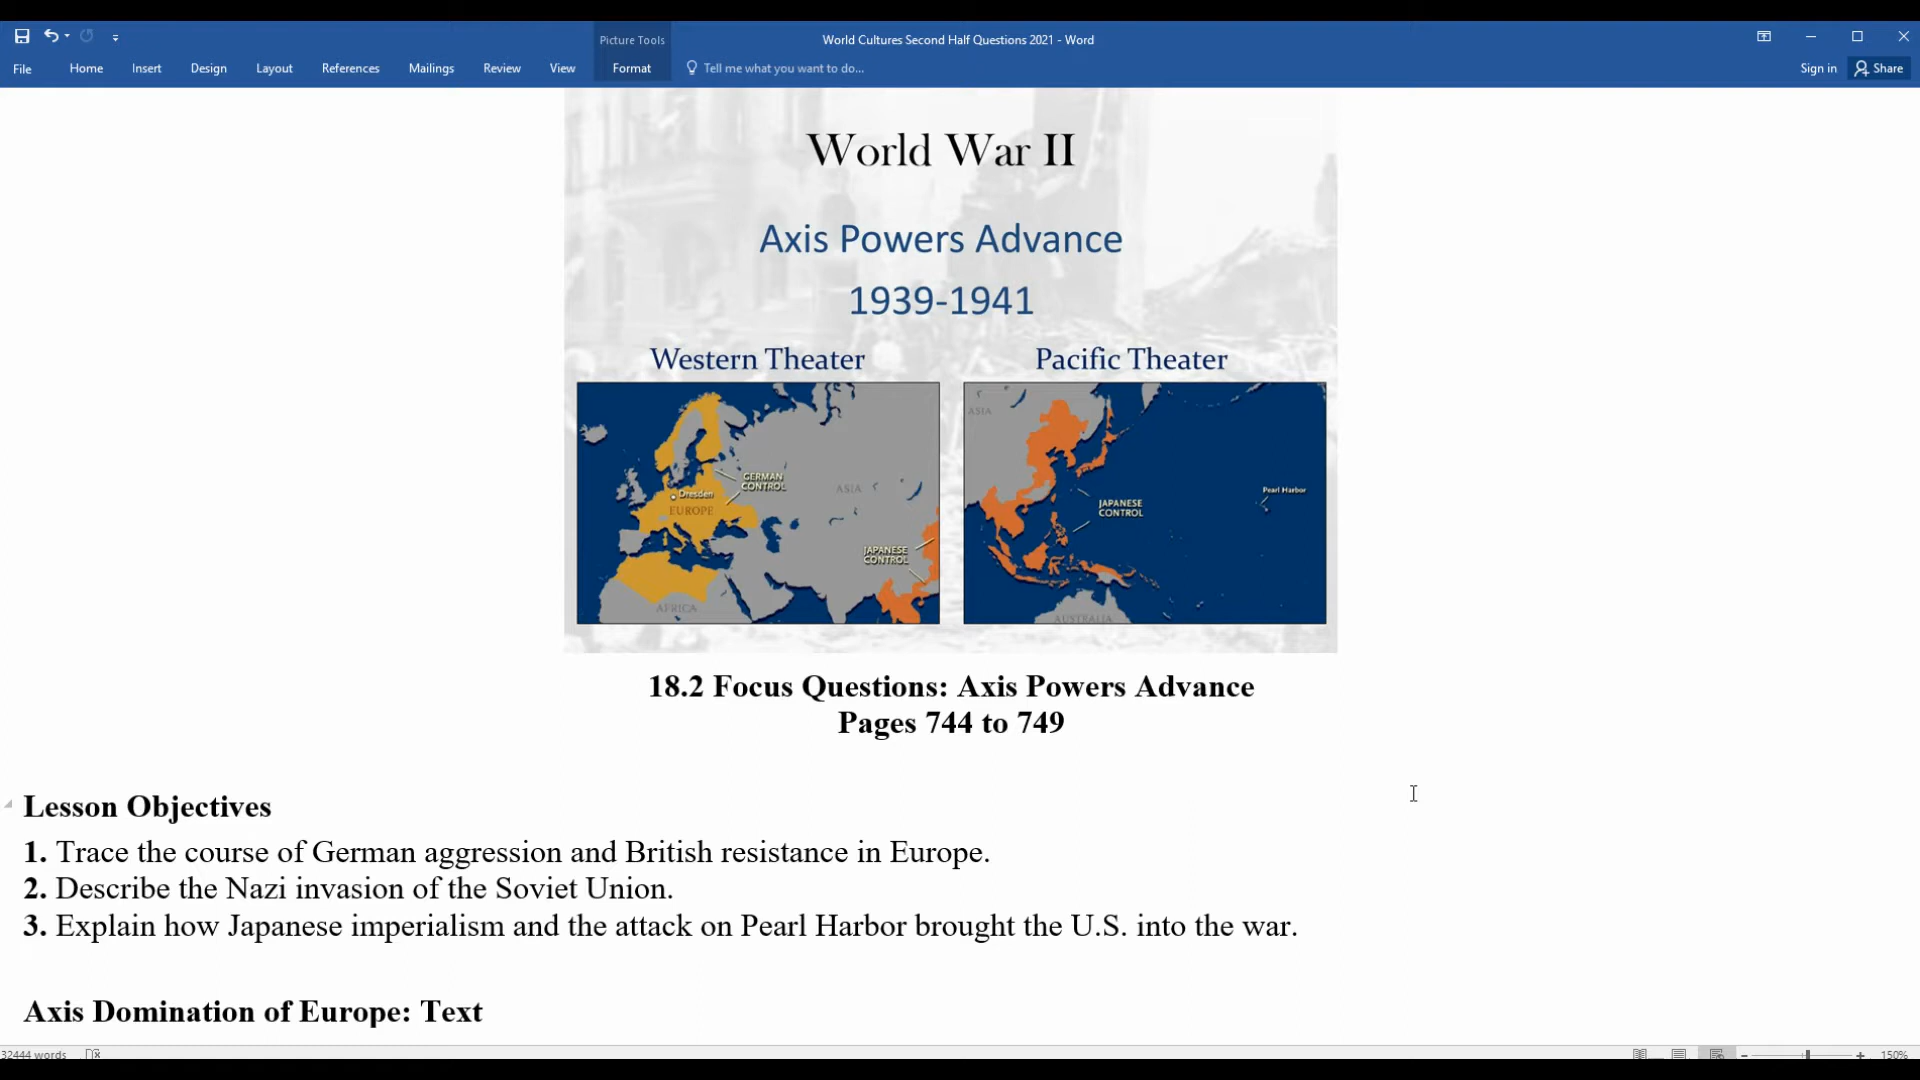 Picture Tools
World Cultures Second Half Questions 2021 - Word
File Home Insert Design Layout References Mailings Review View Format Tell me what you want to do... Sign in Share
World War II
Axis Powers Advance
1939-1941
Western Theater Pacific Theater
ASIA
GERMAN
CONTROL
Dresden
EUROPE
ASIA
JAPANESE
CONTROL
AFRICA
Pearl Harbor
JAPANESE
CONTROL
AUSTRALIA
18.2 Focus Questions: Axis Powers Advance
Pages 744 to 749
Lesson Objectives
1. Trace the course of German aggression and British resistance in Europe.
2. Describe the Nazi invasion of the Soviet Union.
3. Explain how Japanese imperialism and the attack on Pearl Harbor brought the U.S. into the war.
Axis Domination of Europe: Text
32444 words 150%